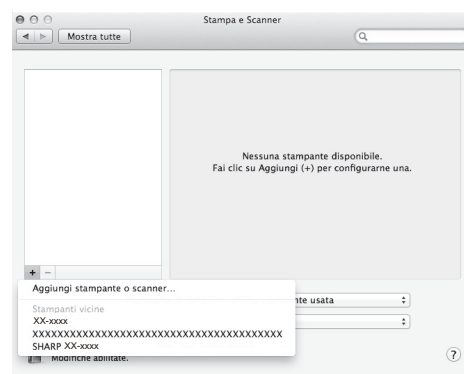 Stampa e Scanner
Mostra tutte
Nessuna stampante disponibile.
Fai clic su Aggiungi (+) per configurarne una.
+ −
Aggiungi stampante o scanner...
nte usata
Stampanti vicine
XX-xxxx
XXXXXXXXXXXXXXXXXXXXXXXXXXXXXXXXXXXXXXXX
SHARP XX-xxxx
Modifiche abilitate.
?